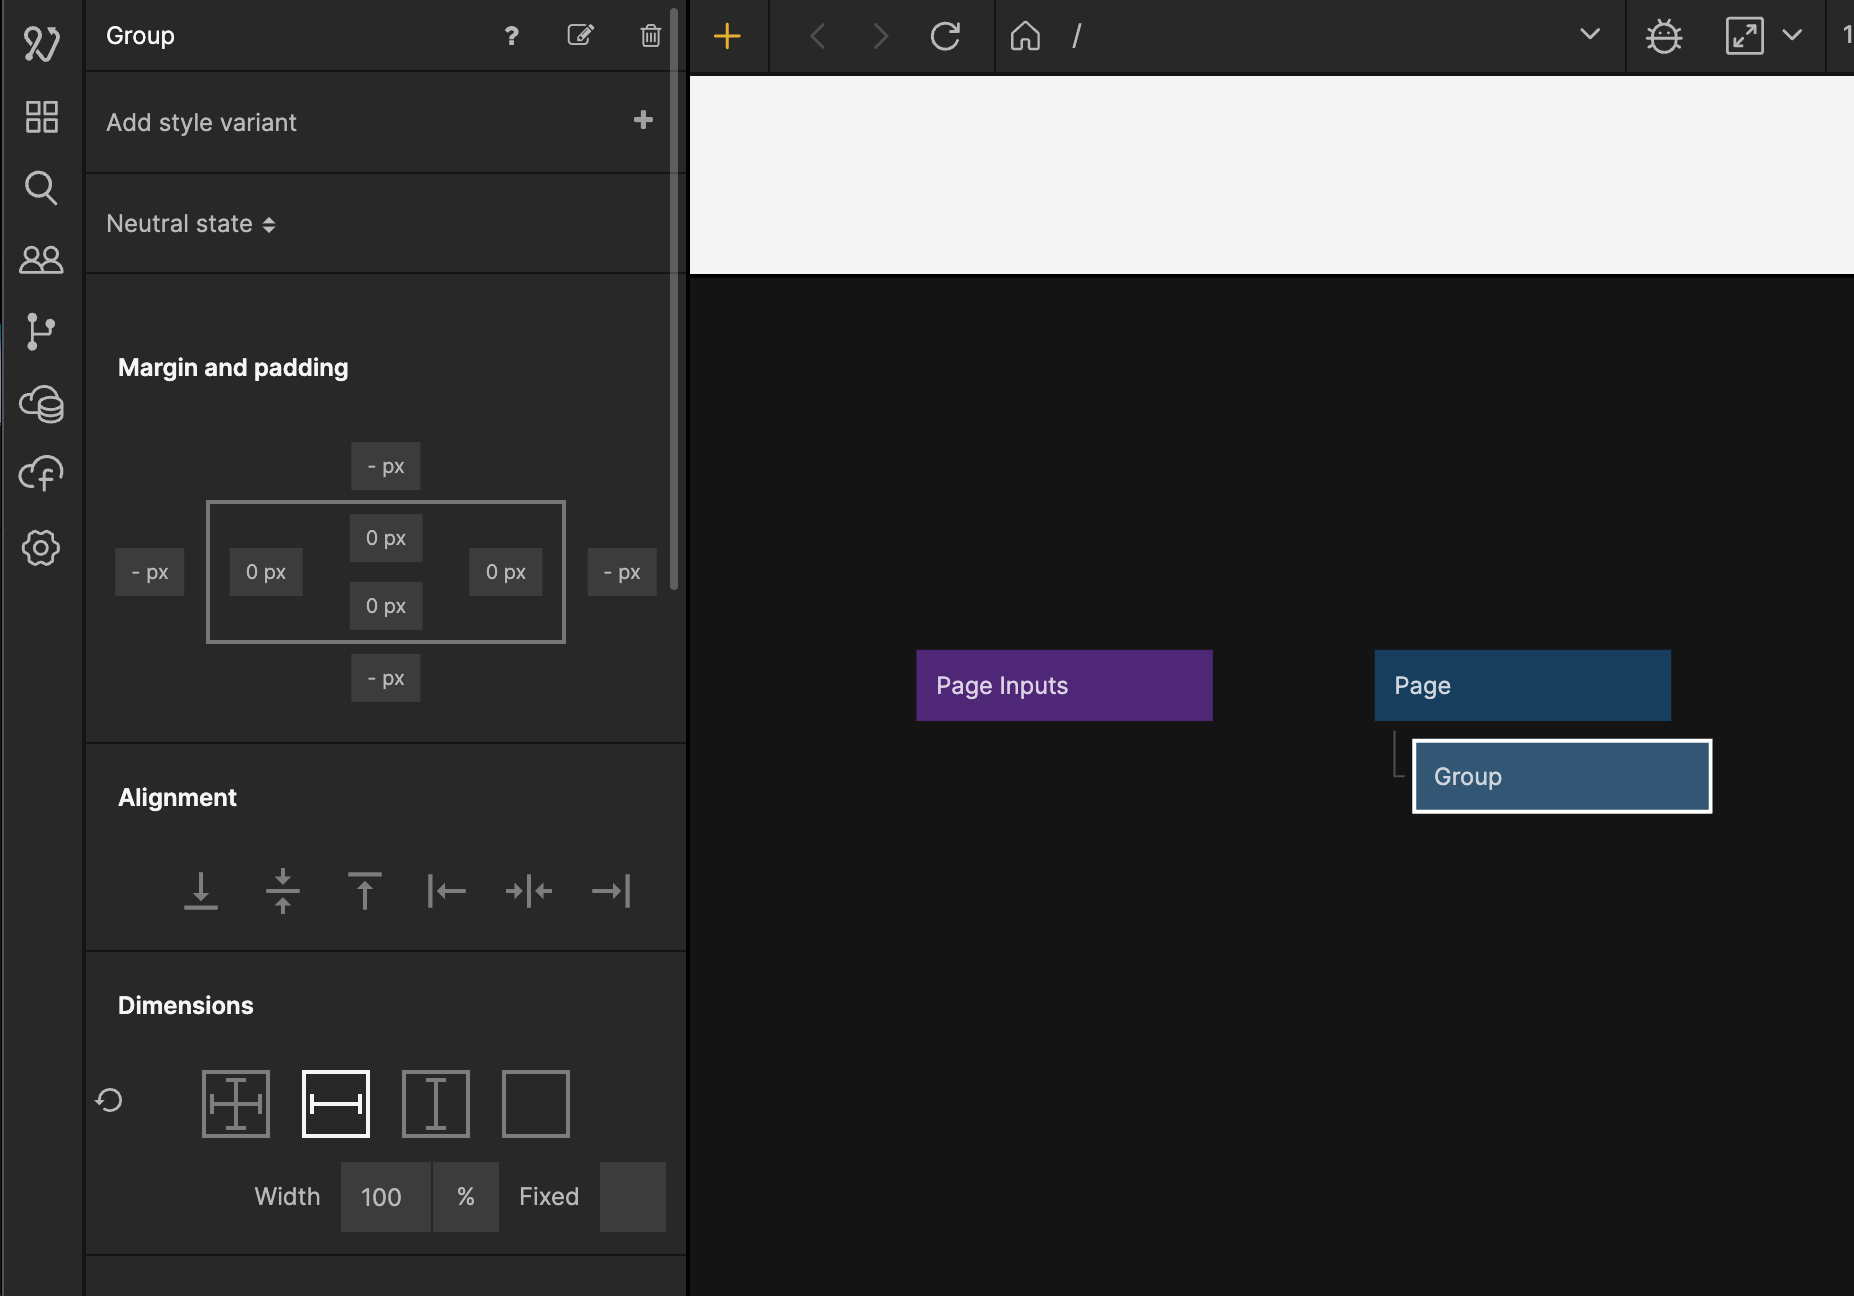 Group
?
/
1
Add style variant
Neutral state
Margin and padding
- px
0 px
- px
0 px
0 px
- px
0 px
- px
Page Inputs
Page
Group
Alignment
Dimensions
Width 100 % Fixed